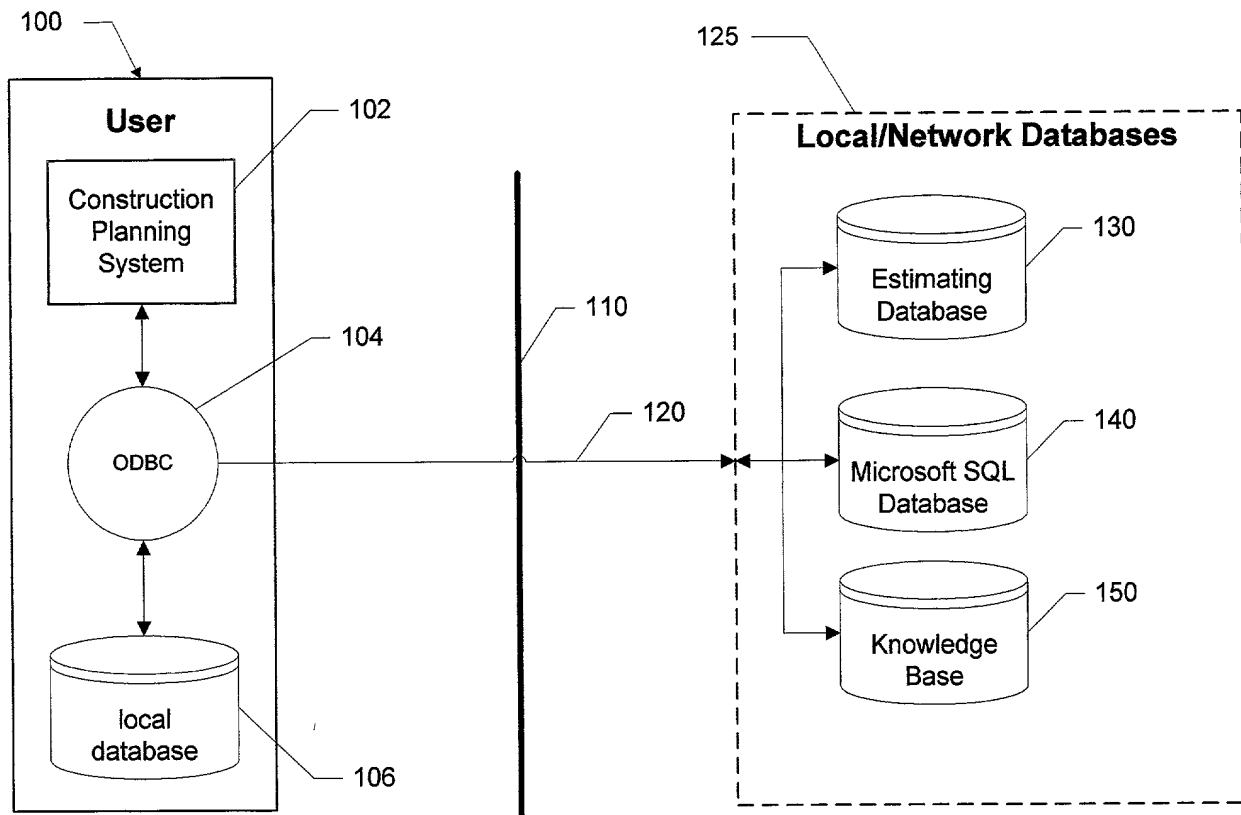 100
125
User
102
Local/Network Databases
Construction
Planning
System
130
Estimating
Database
110
104
ODBC
120
140
Microsoft SQL
Database
150
Knowledge
Base
local
database
106